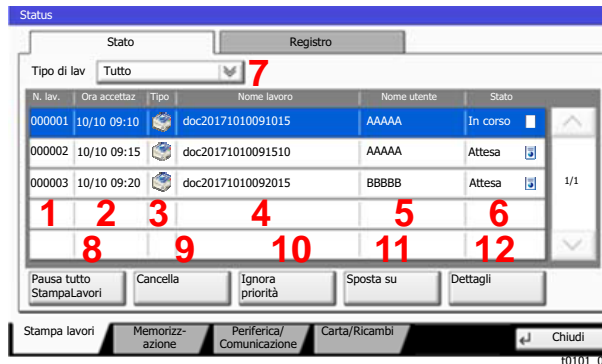 Status
Stato Registro
Tipo di lav Tutto 7
N. lav. Ora accettaz Tipo Nome lavoro Nome utente Stato
000001 10/10 09:10 doc20171010091015 AAAAA In corso
000002 10/10 09:15 doc20171010091510 AAAAA Attesa
000003 10/10 09:20 doc20171010092015 BBBBB Attesa
1/1
1 2 3 4 5 6
8 9 10 11 12
Pausa tutto Cancella Ignora Sposta su Dettagli
StampaLavori priorità
Stampa lavori Memorizz- Periferica/ Carta/Ricambi Chiudi
azione Comunicazione